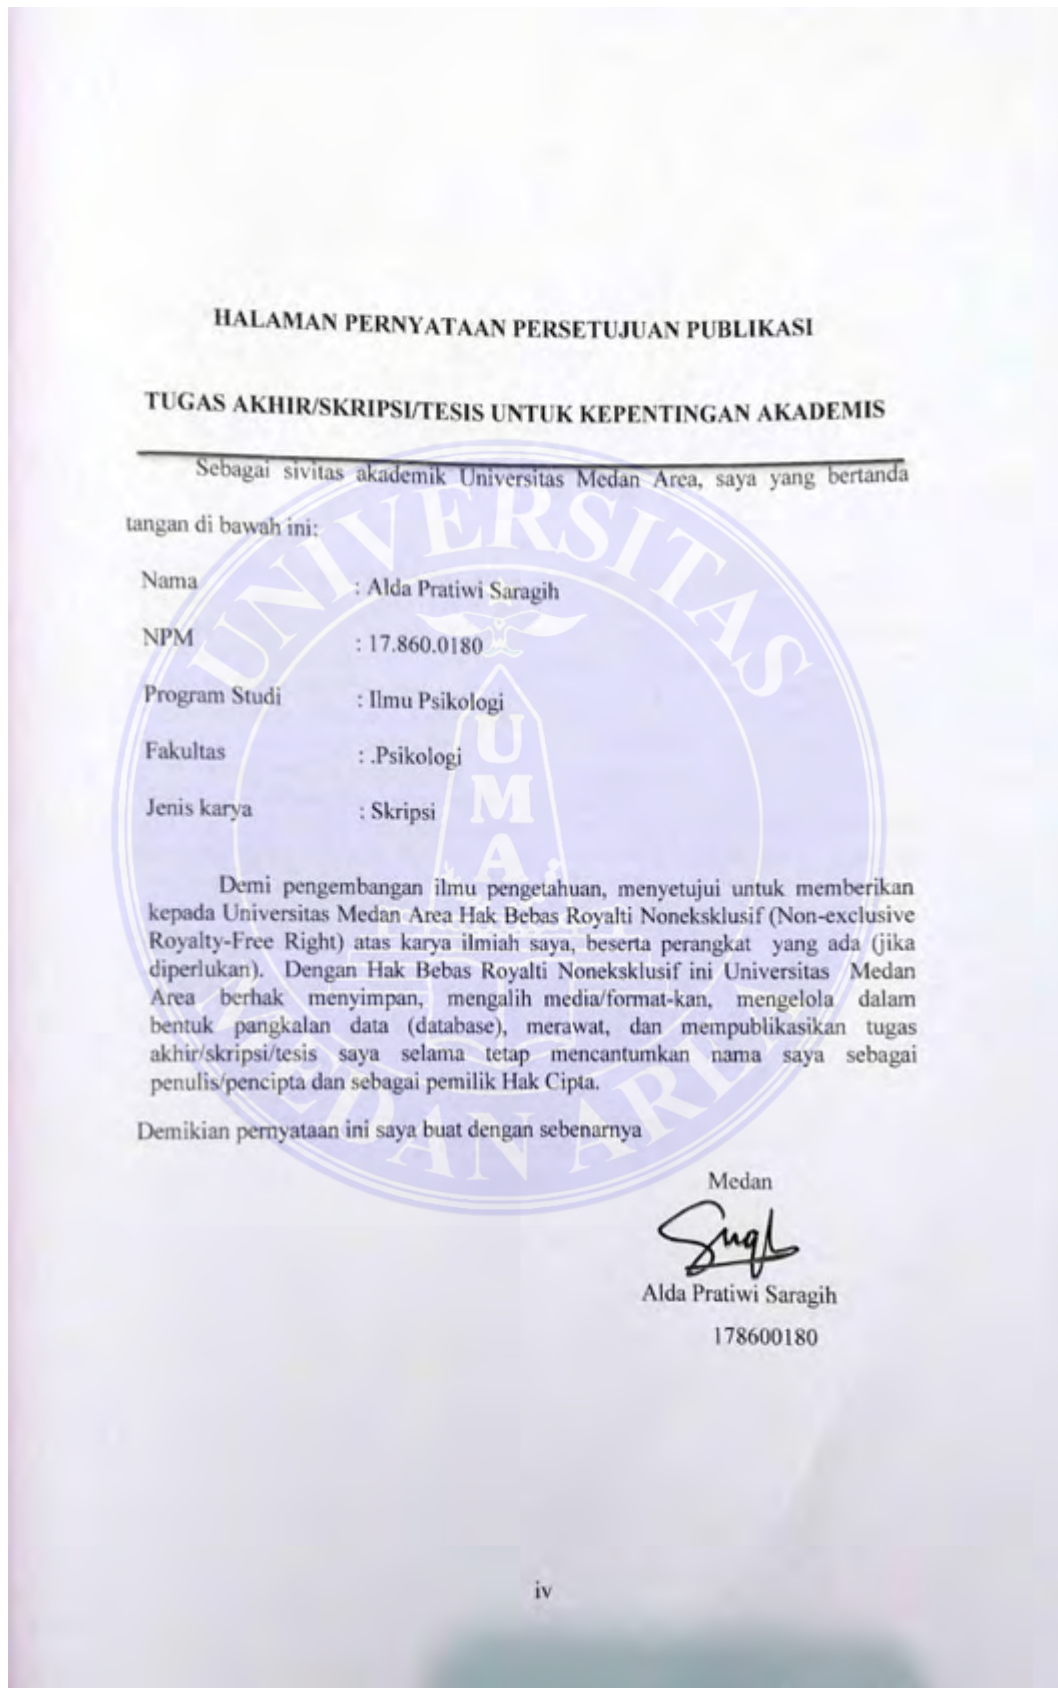 HALAMAN PERNYATAAN PERSETUJUAN PUBLIKASI
TUGAS AKHIR/SKRIPSI/TESIS UNTUK KEPENTINGAN AKADEMIS
Sebagai sivitas akademik Universitas Medan Area, saya yang bertanda
tangan di bawah ini:
Nama : Alda Pratiwi Saragih
NPM : 17.860.0180
Program Studi : Ilmu Psikologi
Fakultas : .Psikologi
Jenis karya : Skripsi
Demi pengembangan ilmu pengetahuan, menyetujui untuk memberikan
kepada Universitas Medan Area Hak Bebas Royalti Noneksklusif (Non-exclusive
Royalty-Free Right) atas karya ilmiah saya, beserta perangkat yang ada (jika
diperlukan). Dengan Hak Bebas Royalti Noneksklusif ini Universitas Medan
Area berhak menyimpan, mengalih media/format-kan, mengelola dalam
bentuk pangkalan data (database), merawat, dan mempublikasikan tugas
akhir/skripsi/tesis saya selama tetap mencantumkan nama saya sebagai
penulis/pencipta dan sebagai pemilik Hak Cipta.
Demikian pernyataan ini saya buat dengan sebenarnya
Medan
Alda Pratiwi Saragih
178600180
iv
UNIVERSITAS
MEDAN AREA
UMA